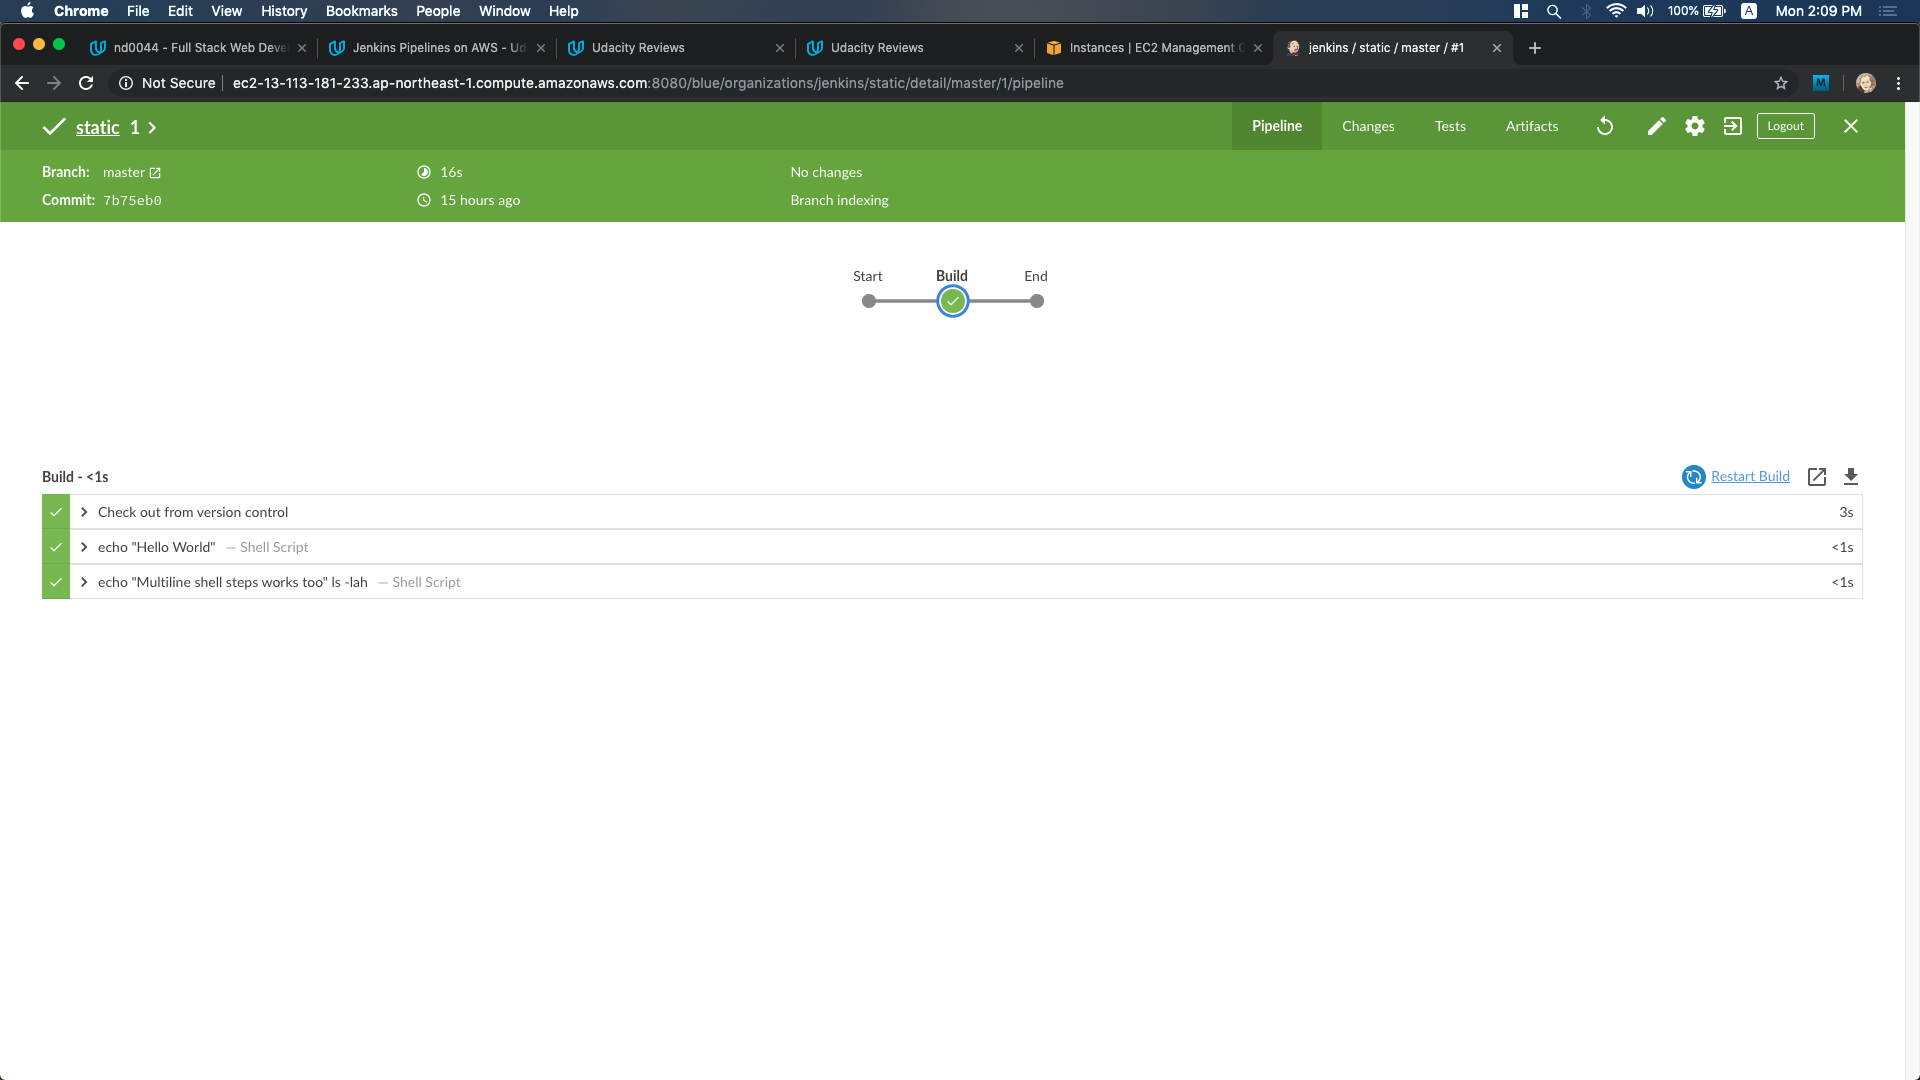 Chrome File Edit View History Bookmarks People Window Help 100% A Mon 2:09 PM
nd0044 - Full Stack Web Deve Jenkins Pipelines on AWS - Ud Udacity Reviews Udacity Reviews Instances | EC2 Management C jenkins / static / master / #1
Not Secure ec2-13-113-181-233.ap-northeast-1.compute.amazonaws.com:8080/blue/organizations/jenkins/static/detail/master/1/pipeline M
static 1 Pipeline Changes Tests Artifacts Logout
Branch: master 16s No changes
Commit: 7b75eb0 15 hours ago Branch indexing
Start Build End
Build - <1s Restart Build
Check out from version control 3s
echo "Hello World" — Shell Script <1s
echo "Multiline shell steps works too" ls -lah — Shell Script <1s